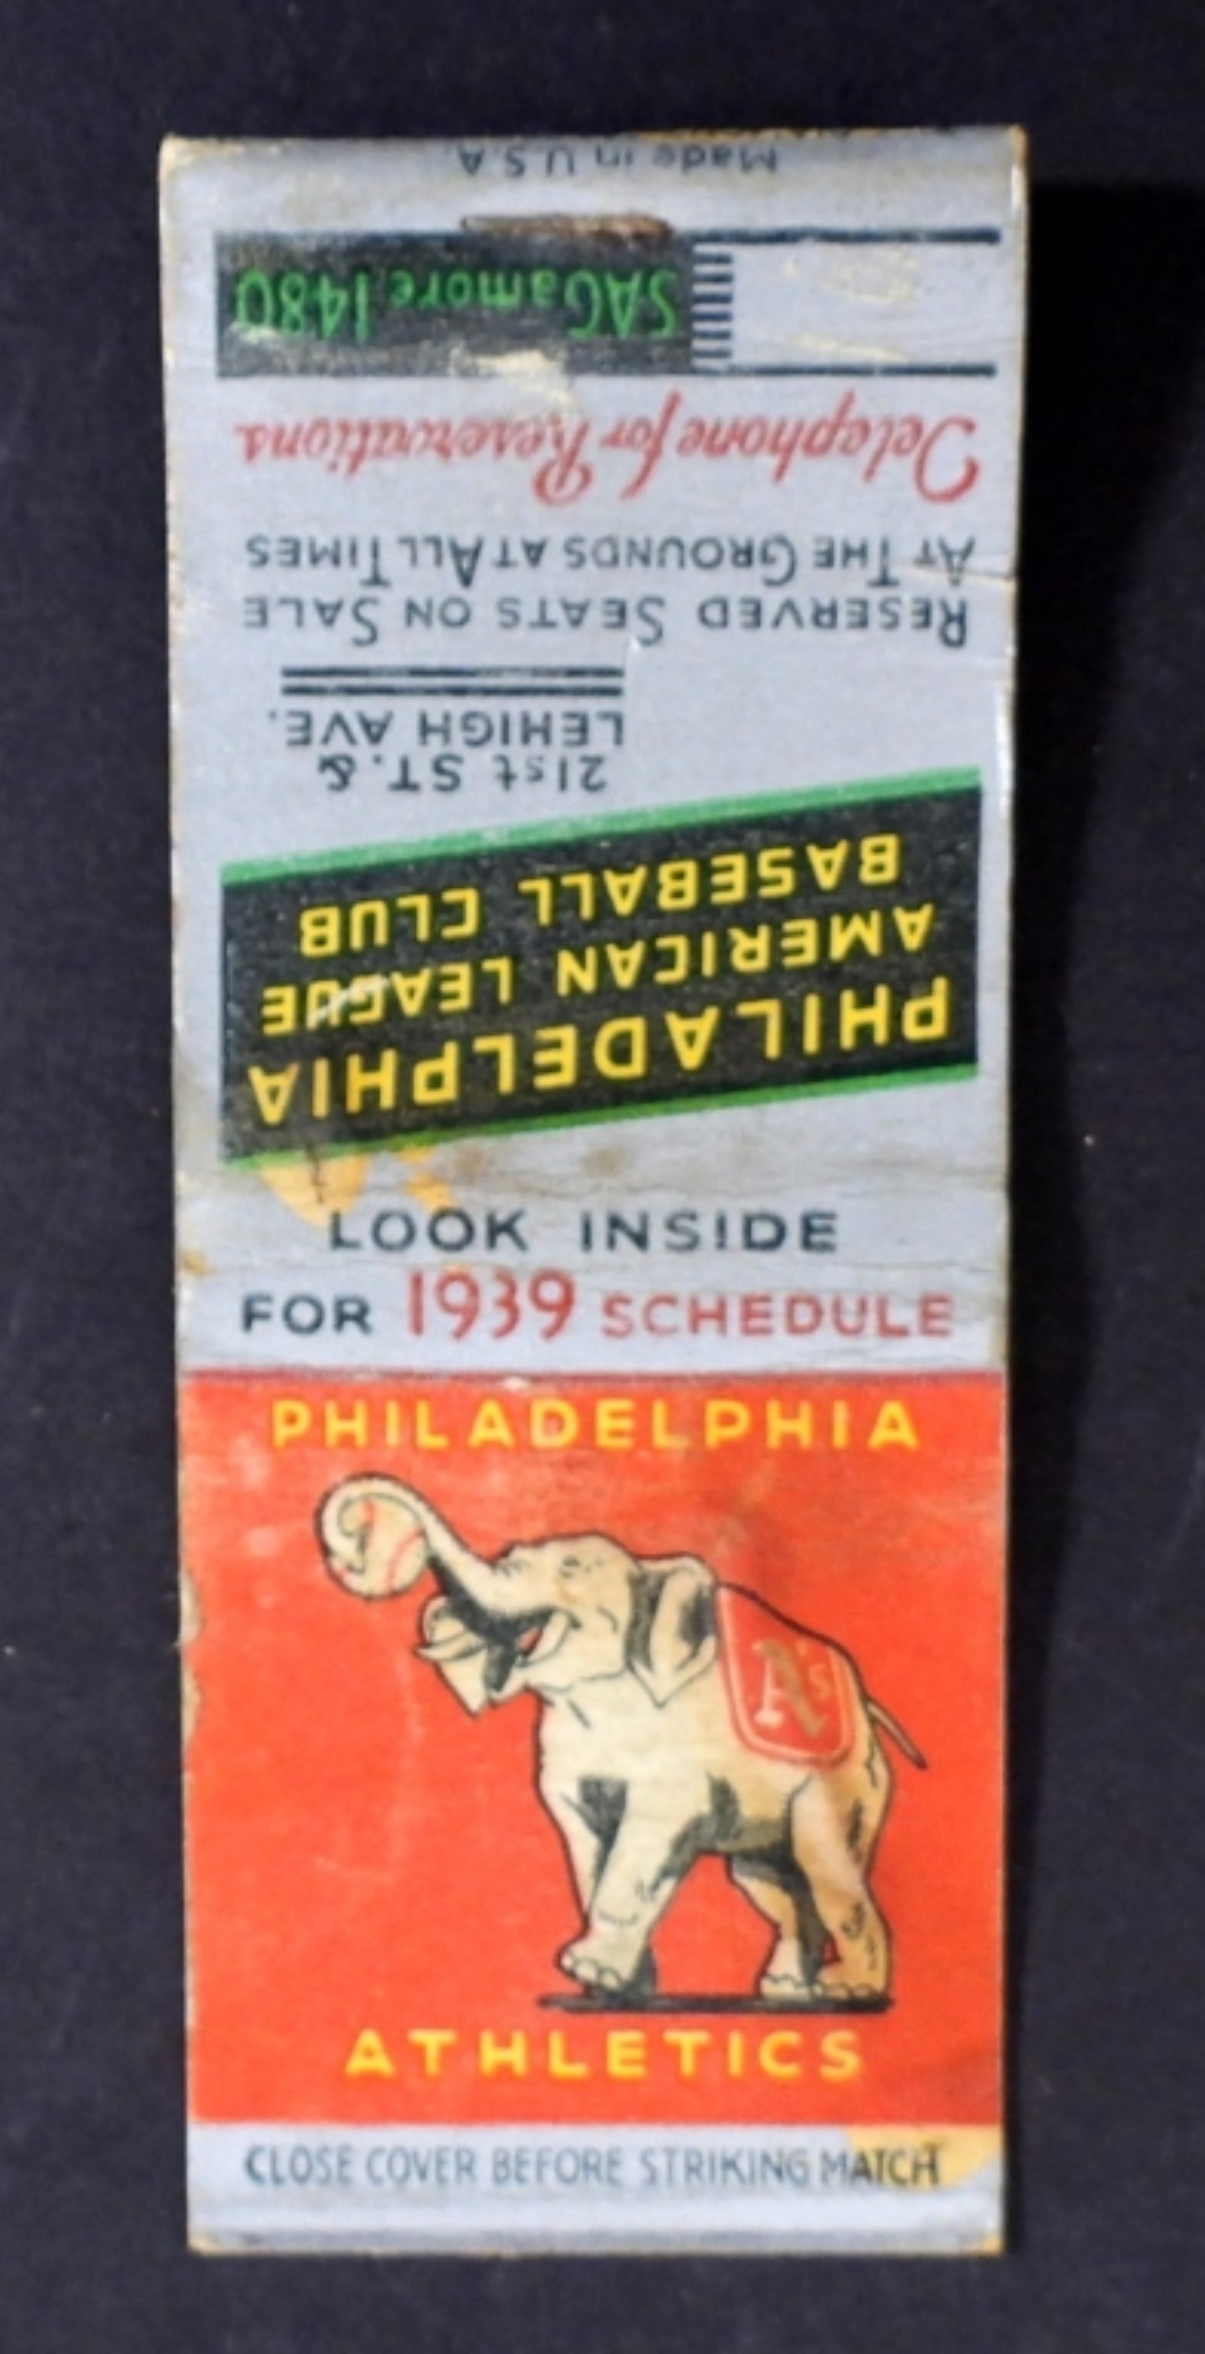 LOOK INSIDE
FOR 1939 SCHEDULE
PHILADELPHIA
A's
ATHLETICS
CLOSE COVER BEFORE STRIKING MATCH
PHILADELPHIA
AMERICAN LEAGUE
BASEBALL CLUB
21st ST. &
LEHIGH AVE.
RESERVED SEATS ON SALE
AT THE GROUNDS AT ALL TIMES
Telephone for Reservations
SAGamore 1480
Made in U.S.A.